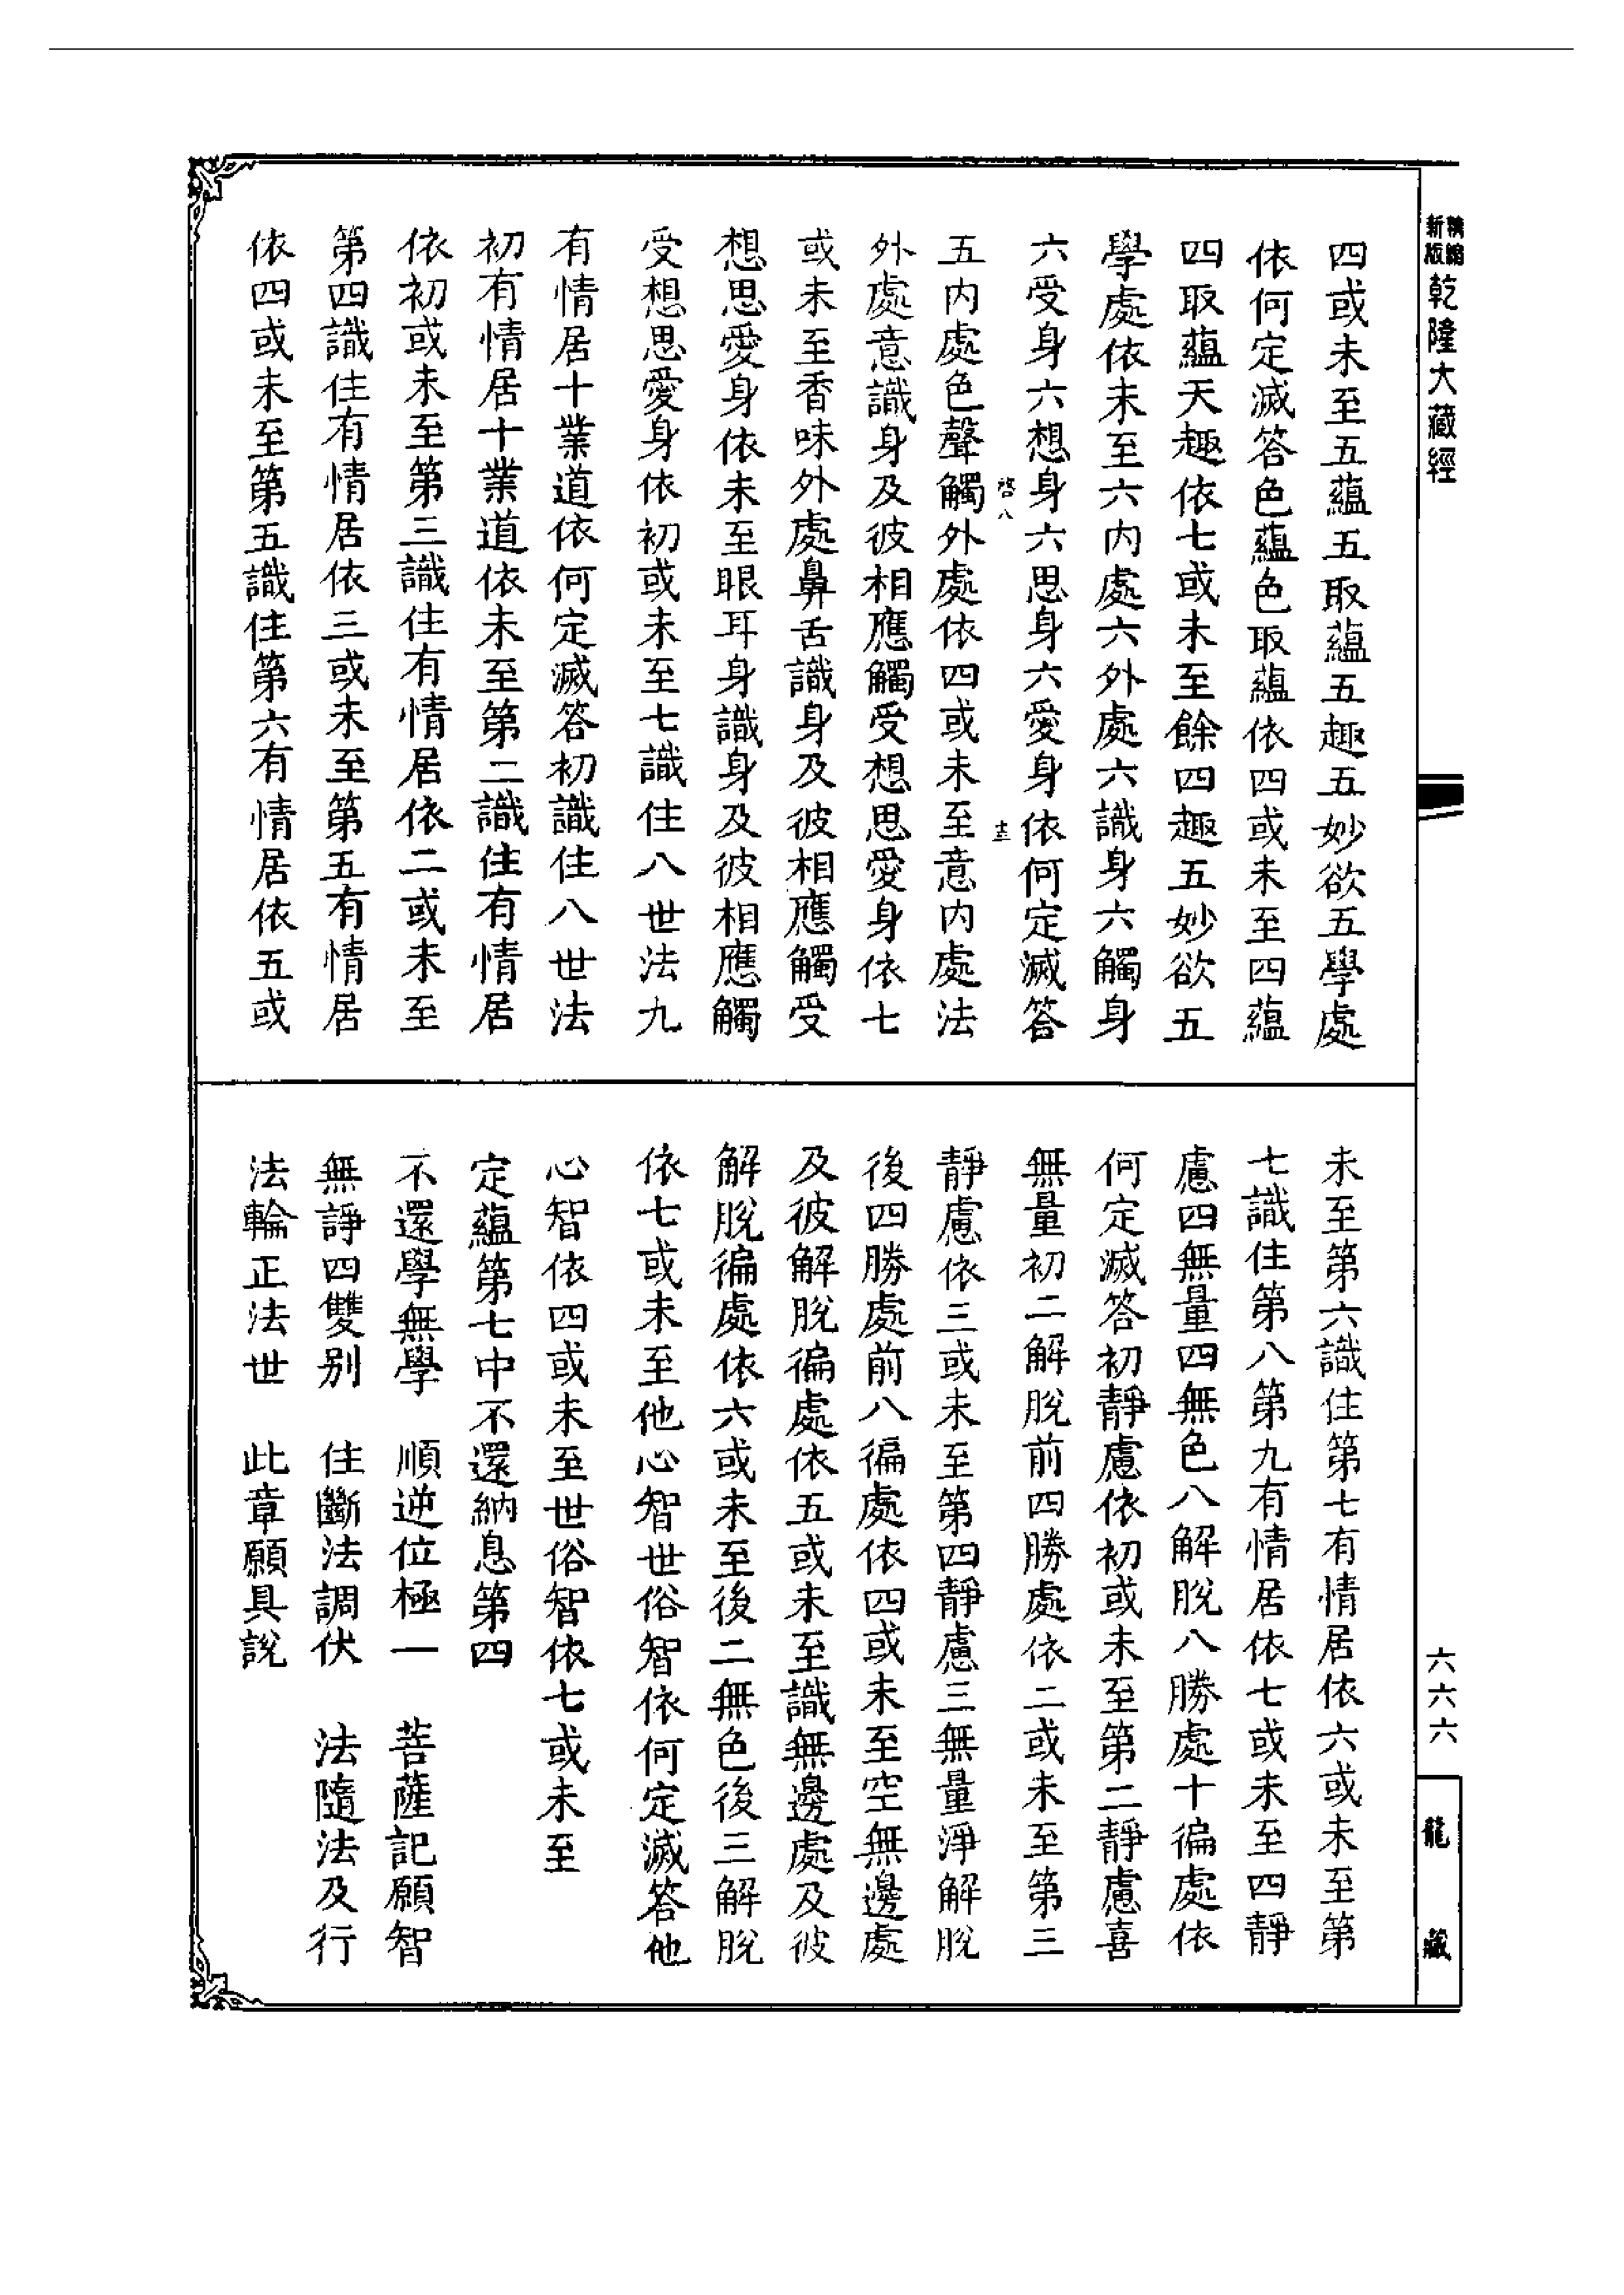 新版精編
乾隆大藏經
四或未至五蘊五取蘊五趣五妙欲五學處
依何定滅答色蘊色取蘊依四或未至四蘊
四取蘊天趣依七或未至餘四趣五妙欲五
學處依未至六內處六外處六識身六觸身
六受身六想身六思身六愛身依何定滅答
啓八
十三
五內處色聲觸外處依四或未至意內處法
外處意識身及彼相應觸受想思愛身依七
或未至香味外處鼻舌識身及彼相應觸受
想思愛身依未至眼耳身識身及彼相應觸
受想思愛身依初或未至七識住八世法九
有情居十業道依何定滅答初識住八世法
初有情居十業道依未至第二識住有情居
依初或未至第三識住有情居依二或未至
第四識住有情居依三或未至第五有情居
依四或未至第五識住第六有情居依五或
未至第六識住第七有情居依六或未至第
七識住第八第九有情居依七或未至四靜
慮四無量四無色八解脫八勝處十徧處依
何定滅答初靜慮依初或未至第二靜慮喜
無量初二解脫前四勝處依二或未至第三
靜慮依三或未至第四靜慮三無量淨解脫
後四勝處前八徧處依四或未至空無邊處
及彼解脫徧處依五或未至識無邊處及彼
解脫徧處依六或未至後二無色後三解脫
依七或未至他心智世俗智依何定滅答他
心智依四或未至世俗智依七或未至
定蘊第七中不還納息第四
不還學無學　順逆位極一　菩薩記願智
無諍四雙別　住斷法調伏　法隨法及行
法輪正法世　此章願具說
六六六
龍藏